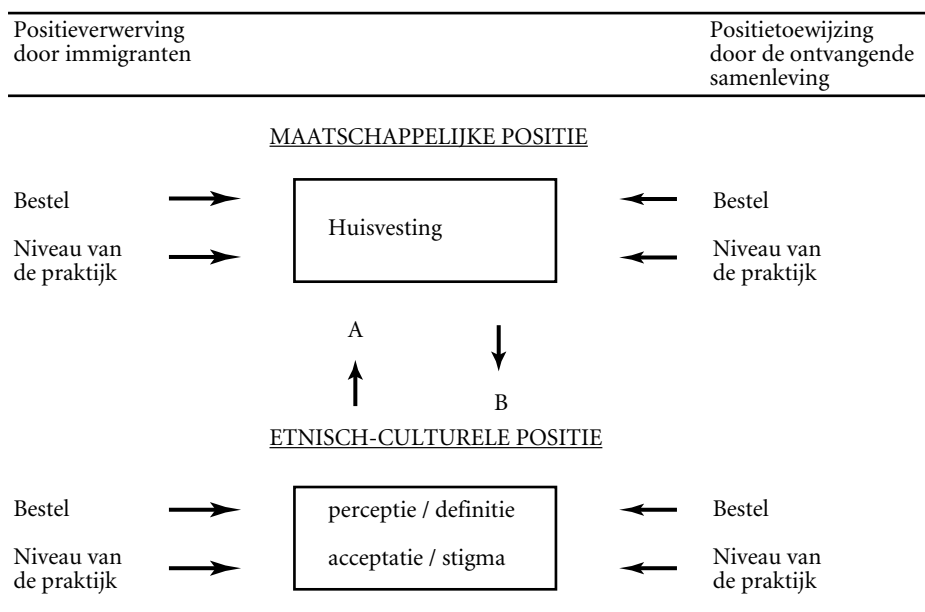 Positieverwerving
door immigranten
Positietoewijzing
door de ontvangende
samenleving
MAATSCHAPPELIJKE POSITIE
Bestel
Huisvesting
Bestel
Niveau van
de praktijk
Niveau van
de praktijk
A
B
ETNISCH-CULTURELE POSITIE
Bestel
perceptie / definitie
Bestel
Niveau van
de praktijk
acceptatie / stigma
Niveau van
de praktijk